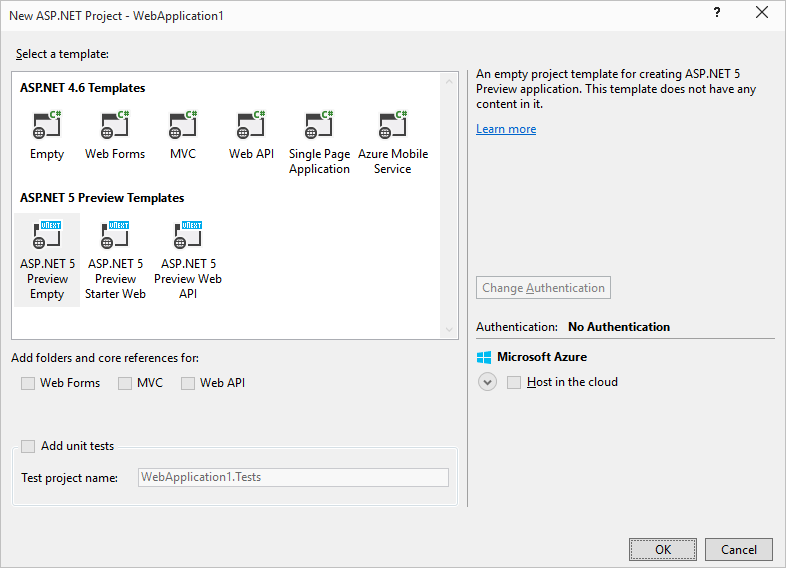 New ASP.NET Project - WebApplication1
?
Select a template:
ASP.NET 4.6 Templates
C# C# C# C# C# C#
Empty Web Forms MVC Web API Single Page Azure Mobile
Application Service
ASP.NET 5 Preview Templates
vNEXT vNEXT vNEXT
ASP.NET 5 ASP.NET 5 ASP.NET 5
Preview Preview Preview Web
Empty Starter Web API
Add folders and core references for:
Web Forms MVC Web API
Add unit tests
Test project name: WebApplication1.Tests
An empty project template for creating ASP.NET 5
Preview application. This template does not have any
content in it.
Learn more
Change Authentication
Authentication: No Authentication
Microsoft Azure
Host in the cloud
OK Cancel